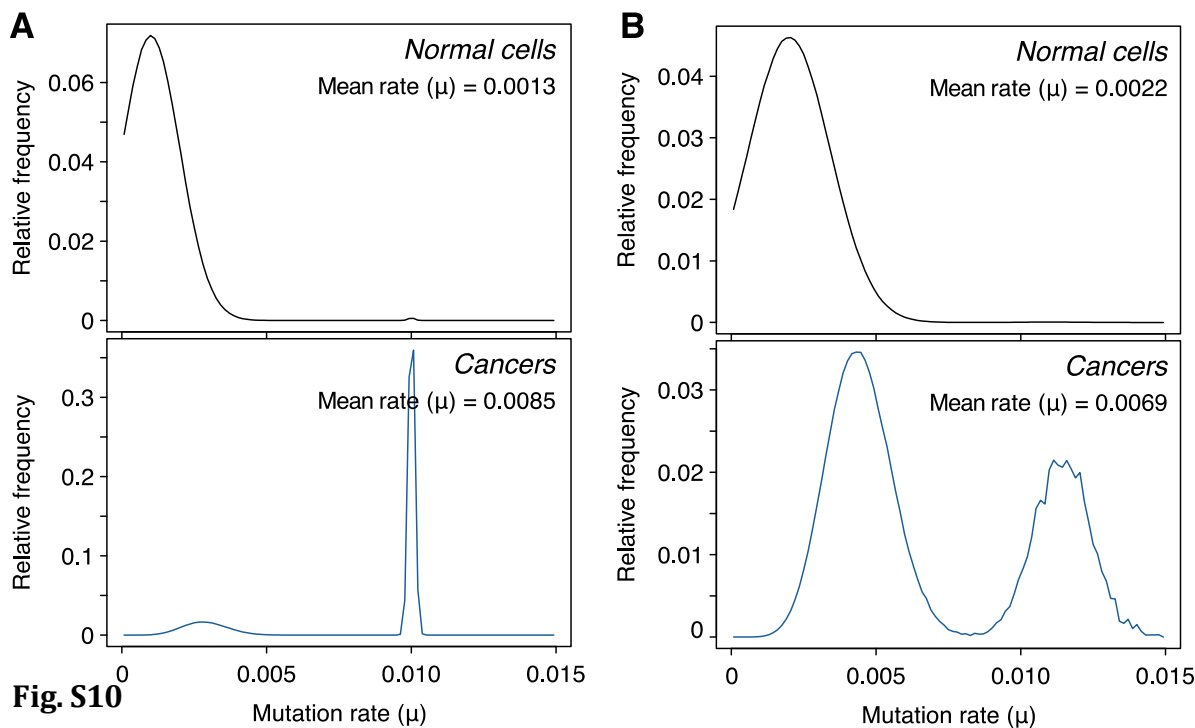 A
Normal cells
Mean rate (μ) = 0.0013
Relative frequency
0.06
0.04
0.02
0
Cancers
Mean rate (μ) = 0.0085
Relative frequency
0.3
0.2
0.1
0
0 0.005 0.010 0.015
Mutation rate (μ)
B
Normal cells
Mean rate (μ) = 0.0022
Relative frequency
0.04
0.03
0.02
0.01
0
Cancers
Mean rate (μ) = 0.0069
Relative frequency
0.03
0.02
0.01
0
0 0.005 0.010 0.015
Mutation rate (μ)
Fig. S10